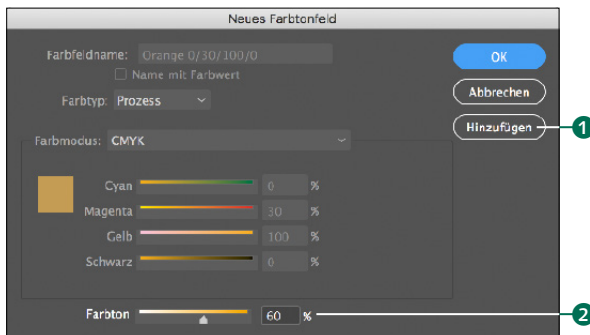 Neues Farbtonfeld
Farbfeldname: Orange 0/30/100/0
Name mit Farbwert
Farbtyp: Prozess
OK
Abbrechen
Hinzufügen 1
Farbmodus: CMYK
Cyan 0 %
Magenta 30 %
Gelb 100 %
Schwarz 0 %
Farbton 60 % 2